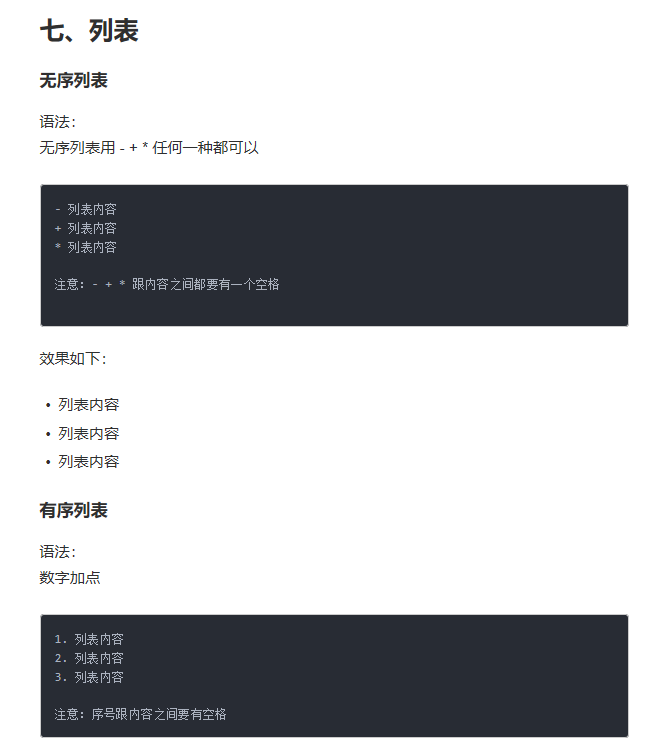 七、列表
无序列表
语法：
无序列表用 - + * 任何一种都可以
- 列表内容
+ 列表内容
* 列表内容
注意：- + * 跟内容之间都要有一个空格
效果如下：
• 列表内容
• 列表内容
• 列表内容
有序列表
语法：
数字加点
1. 列表内容
2. 列表内容
3. 列表内容
注意：序号跟内容之间要有空格